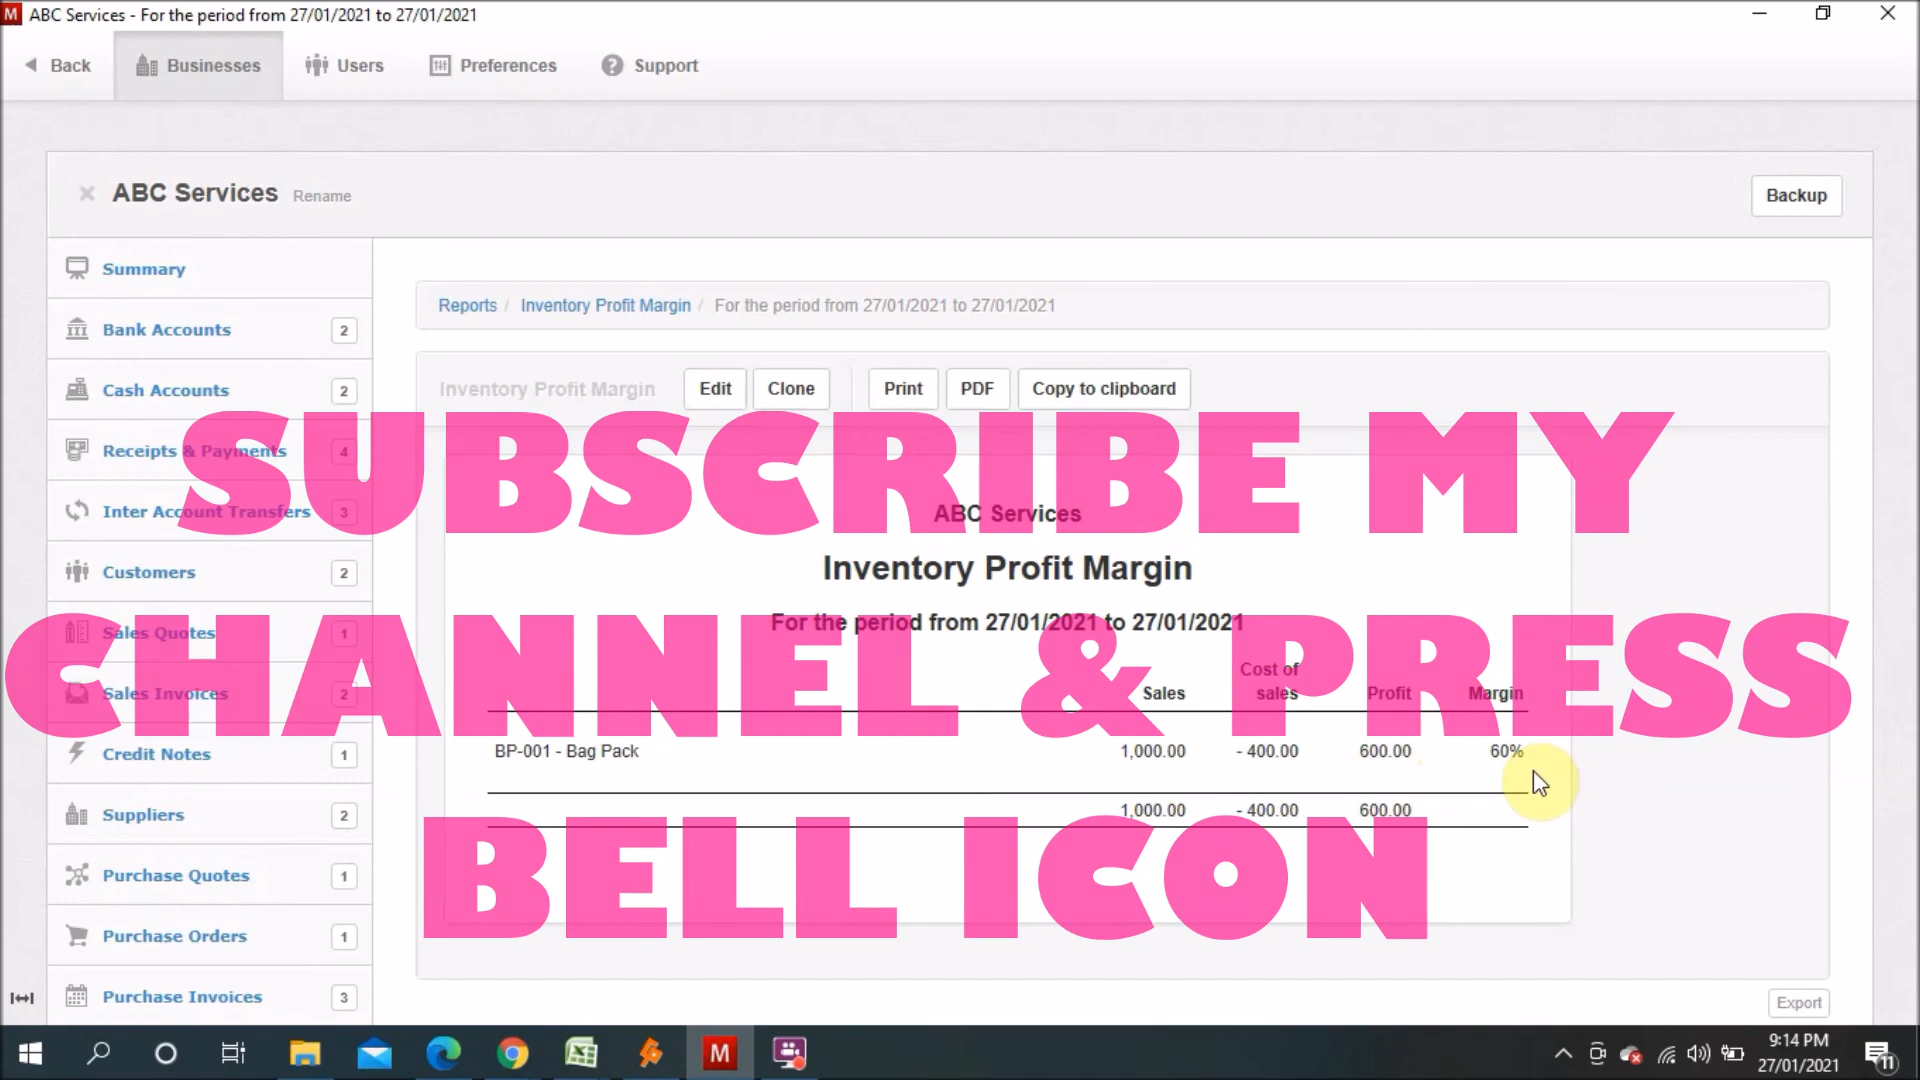 M ABC Services - For the period from 27/01/2021 to 27/01/2021
Back Businesses Users Preferences Support
ABC Services Rename
Backup
Summary
Bank Accounts 2
Cash Accounts 2
Receipts & Payments 4
Inter Account Transfers 3
Customers 2
Sales Quotes 1
Sales Invoices 2
Credit Notes 1
Suppliers 2
Purchase Quotes 1
Purchase Orders 1
Purchase Invoices 3
Reports / Inventory Profit Margin / For the period from 27/01/2021 to 27/01/2021
Inventory Profit Margin Edit Clone Print PDF Copy to clipboard
ABC Services
Inventory Profit Margin
For the period from 27/01/2021 to 27/01/2021
Cost of
Sales sales Profit Margin
BP-001 - Bag Pack 1,000.00 - 400.00 600.00 60%
1,000.00 - 400.00 600.00
Export
SUBSCRIBE MY
CHANNEL & PRESS
BELL ICON
M
9:14 PM
27/01/2021
11